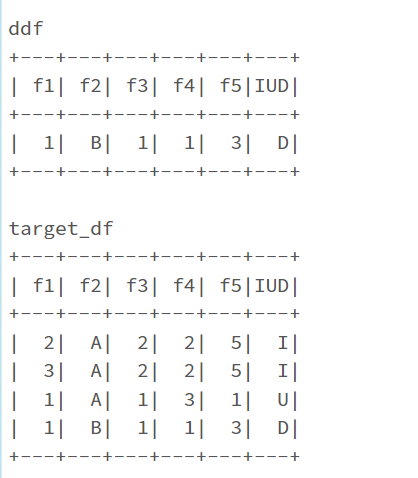 ddf
+---+---+---+---+---+---+
| f1| f2| f3| f4| f5|IUD|
+---+---+---+---+---+---+
|  1|  B|  1|  1|  3|  D|
+---+---+---+---+---+---+
target_df
+---+---+---+---+---+---+
| f1| f2| f3| f4| f5|IUD|
+---+---+---+---+---+---+
|  2|  A|  2|  2|  5|  I|
|  3|  A|  2|  2|  5|  I|
|  1|  A|  1|  3|  1|  U|
|  1|  B|  1|  1|  3|  D|
+---+---+---+---+---+---+